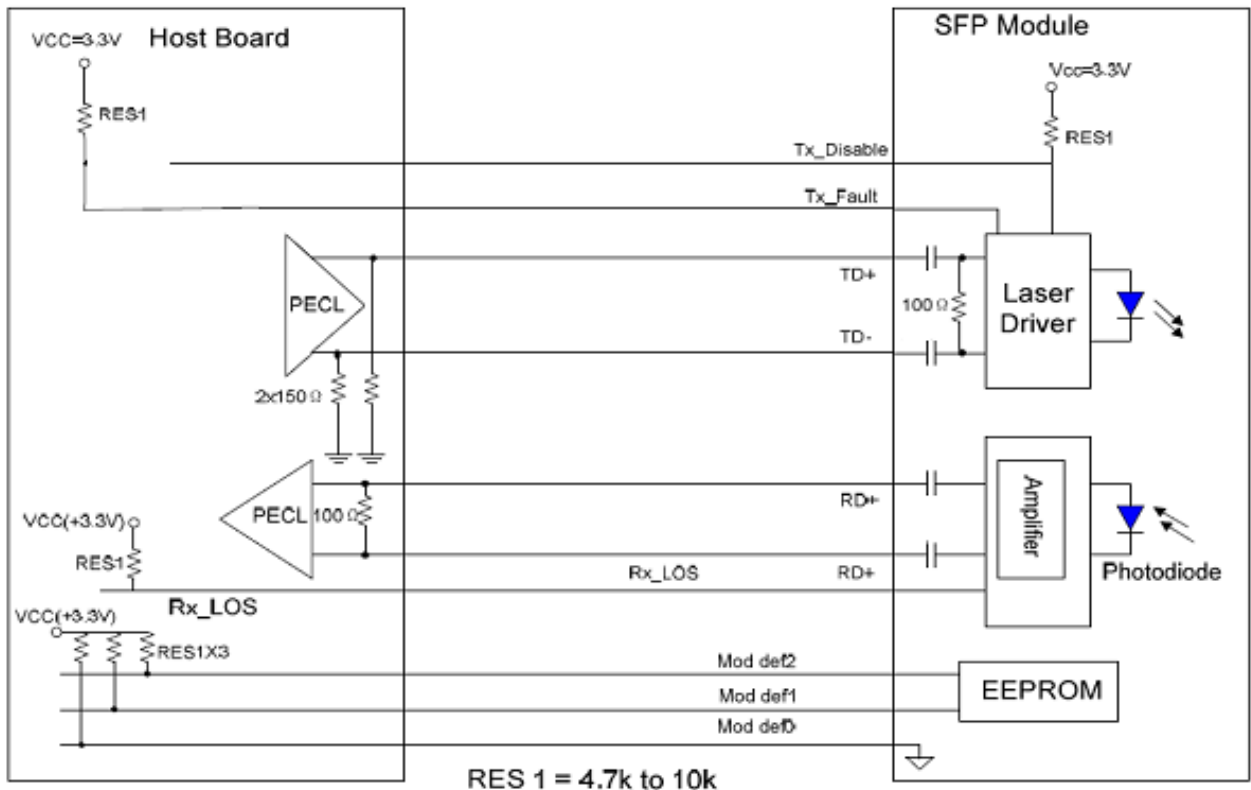 Host Board
SFP Module
VCC=3.3V
RES1
Vcc=3.3V
RES1
Tx_Disable
Tx_Fault
PECL
TD+
TD-
2x150 Ω
100 Ω
Laser
Driver
PECL
100 Ω
RD+
RD+
Amplifier
Photodiode
VCC(+3.3V)
RES1
Rx_LOS
Rx_LOS
VCC(+3.3V)
RES1X3
Mod def2
Mod def1
Mod def0
EEPROM
RES 1 = 4.7k to 10k